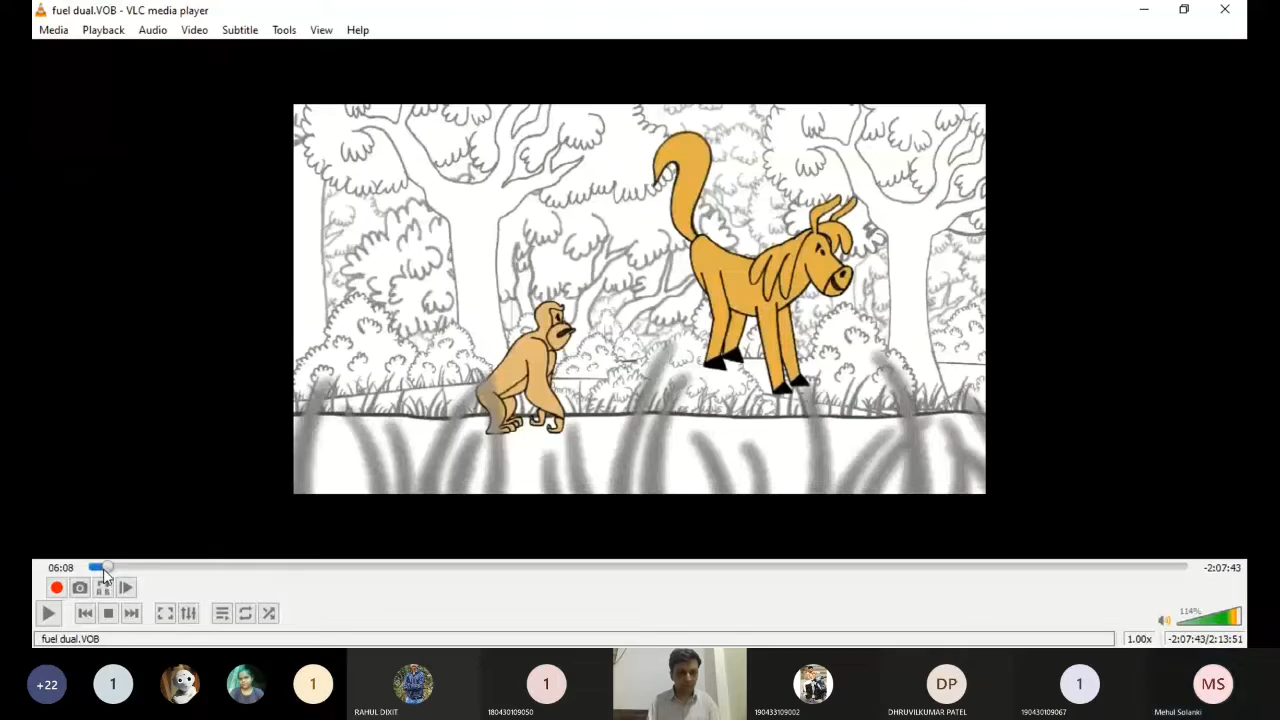 fuel dual.VOB - VLC media player
Media Playback Audio Video Subtitle Tools View Help
06:08
-2:07:43
114%
fuel dual.VOB
1.00x
-2:07:43/2:13:51
+22
1
1
1
DP
1
MS
RAHUL DIXIT
180430109050
190433109002
DHRUVILKUMAR PATEL
190430109067
Mehul Solanki